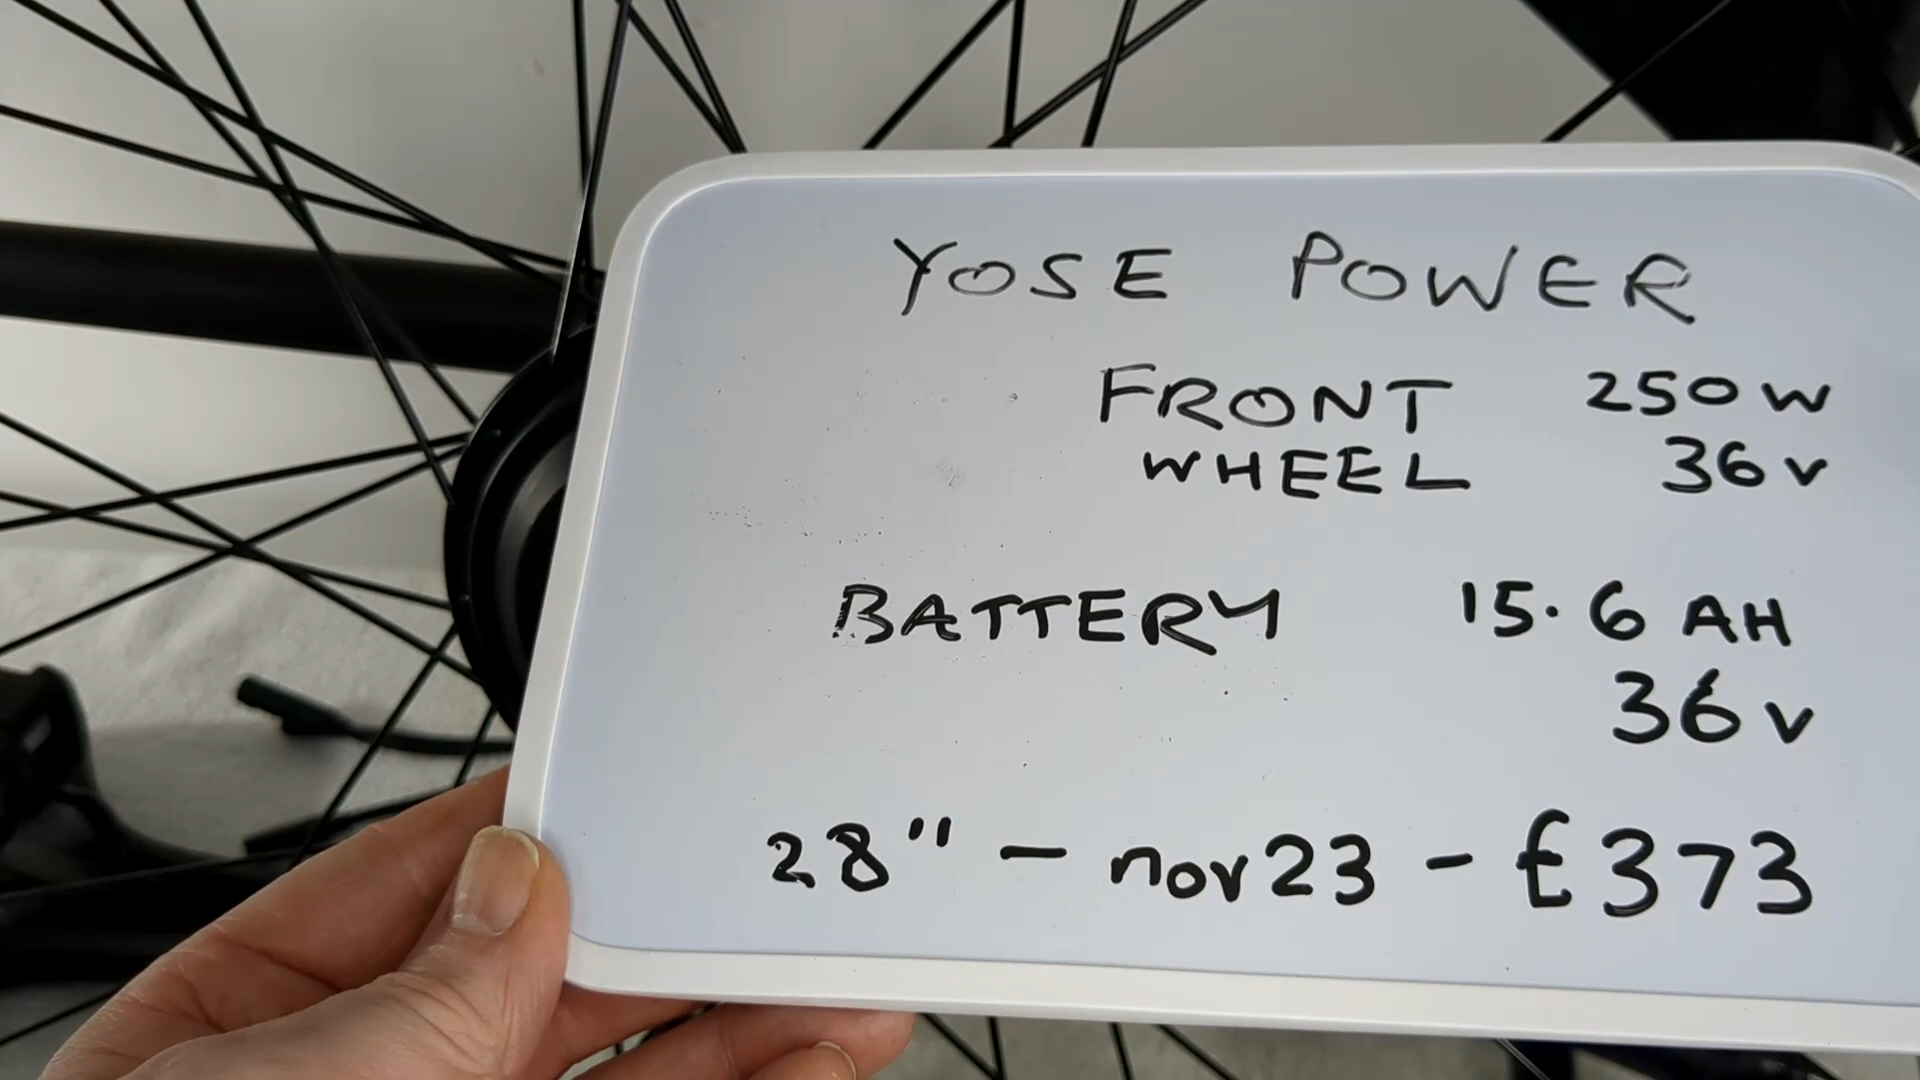 YOSE POWER
FRONT 250W
WHEEL 36v
BATTERY 15.6 AH
36v
28" - nov23 - £373